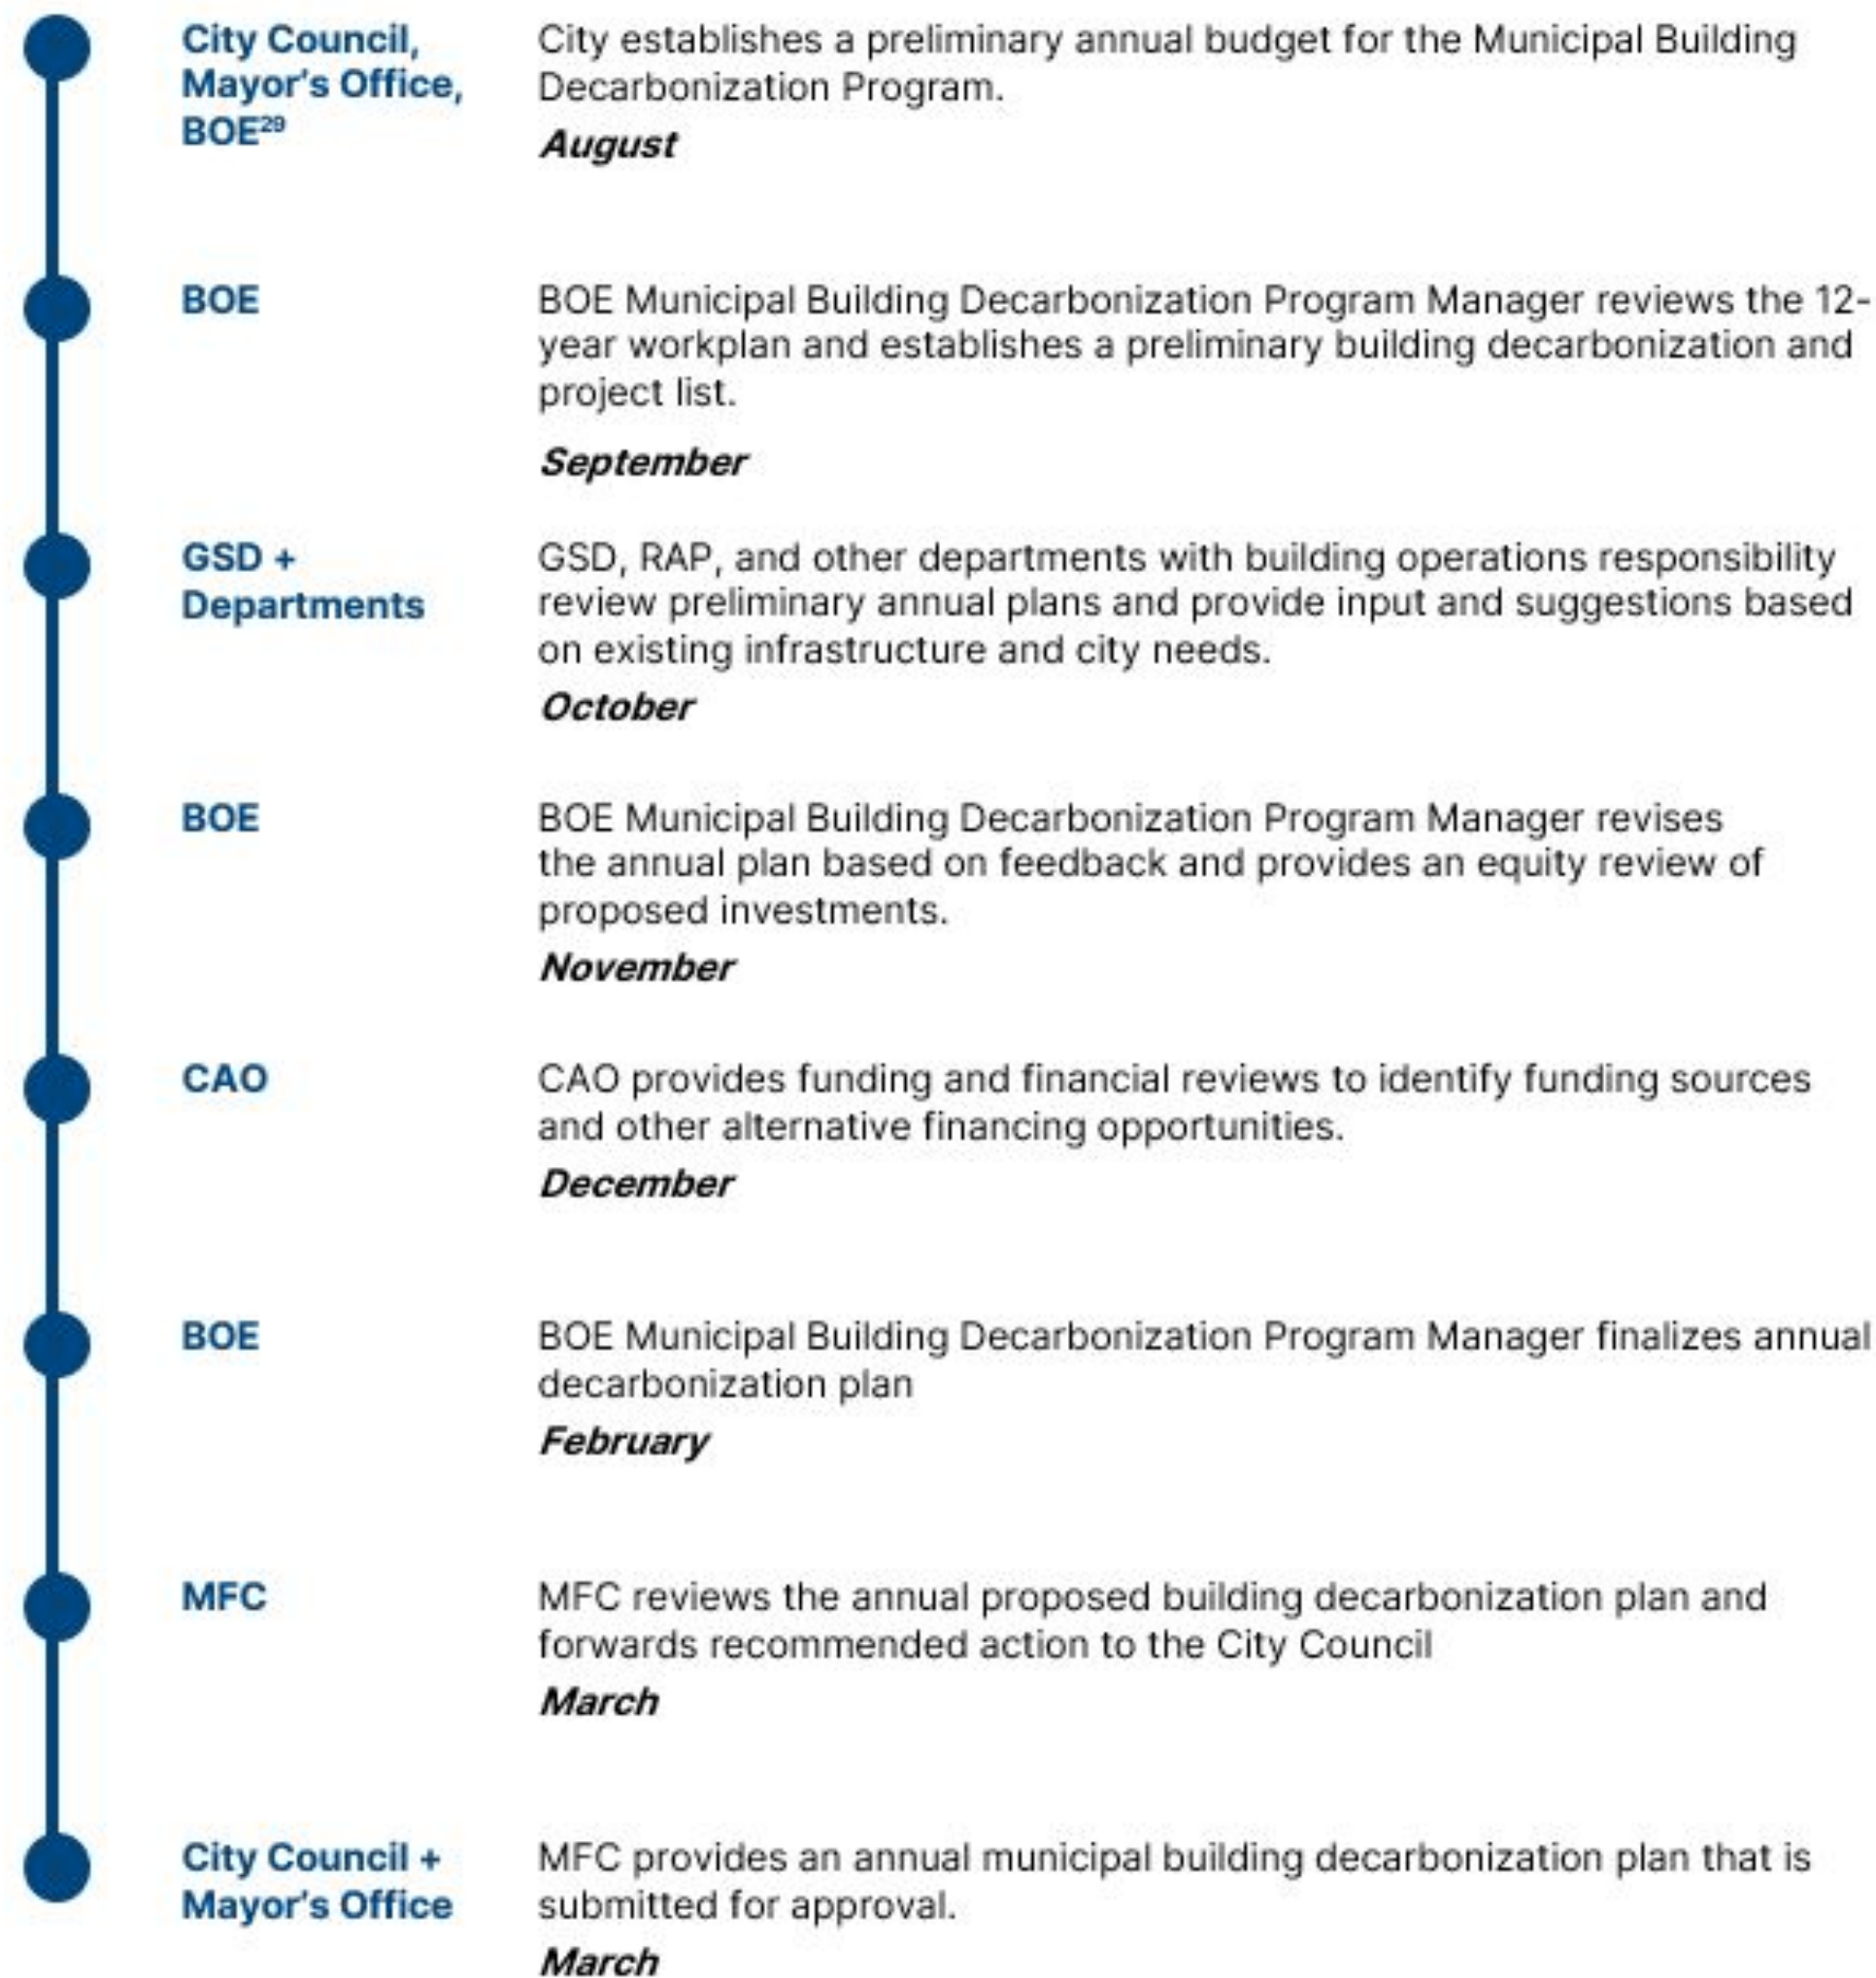 City Council,
Mayor's Office,
BOE²⁹
City establishes a preliminary annual budget for the Municipal Building
Decarbonization Program.
August
BOE
BOE Municipal Building Decarbonization Program Manager reviews the 12-
year workplan and establishes a preliminary building decarbonization and
project list.
September
GSD +
Departments
GSD, RAP, and other departments with building operations responsibility
review preliminary annual plans and provide input and suggestions based
on existing infrastructure and city needs.
October
BOE
BOE Municipal Building Decarbonization Program Manager revises
the annual plan based on feedback and provides an equity review of
proposed investments.
November
CAO
CAO provides funding and financial reviews to identify funding sources
and other alternative financing opportunities.
December
BOE
BOE Municipal Building Decarbonization Program Manager finalizes annual
decarbonization plan
February
MFC
MFC reviews the annual proposed building decarbonization plan and
forwards recommended action to the City Council
March
City Council +
Mayor's Office
MFC provides an annual municipal building decarbonization plan that is
submitted for approval.
March